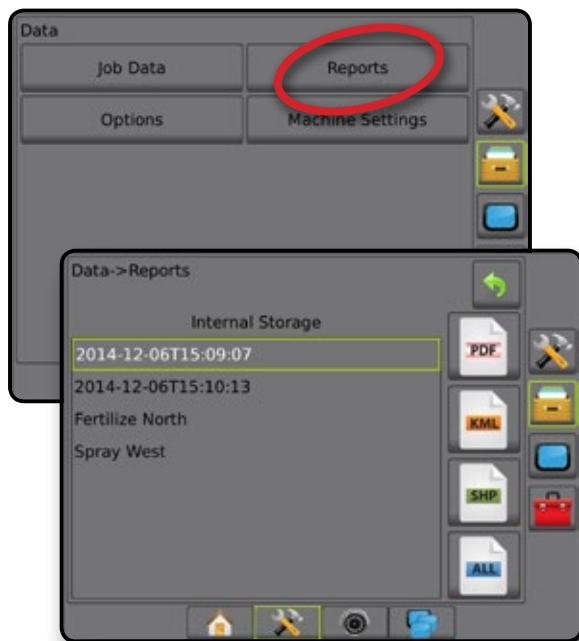 Data
Job Data Reports
Options Machine Settings
Data->Reports
Internal Storage
2014-12-06T15:09:07
2014-12-06T15:10:13
Fertilize North
Spray West
PDF
KML
SHP
ALL